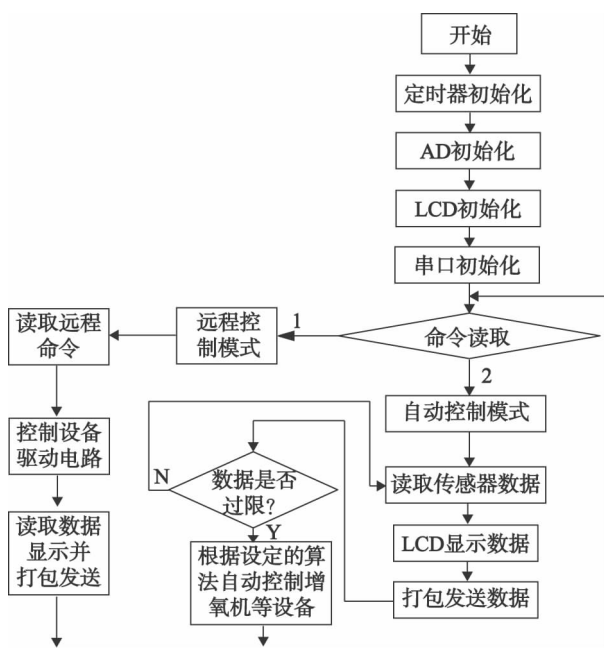 开始
定时器初始化
AD初始化
LCD初始化
串口初始化
命令读取
1
远程控
制模式
读取远程
命令
控制设备
驱动电路
读取数据
显示并
打包发送
2
自动控制模式
读取传感器数据
LCD显示数据
打包发送数据
数据是否
过限?
N
Y
根据设定的算
法自动控制增
氧机等设备